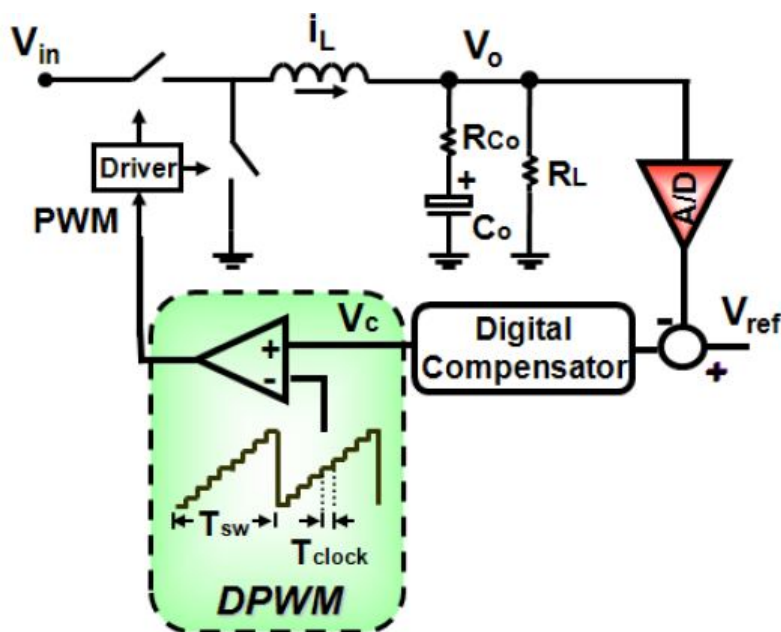 Vin
iL
Vo
RCo
RL
+
Co
A/D
Driver
PWM
Vc
Digital
Compensator
-
Vref
+
+
-
Tsw
Tclock
DPWM